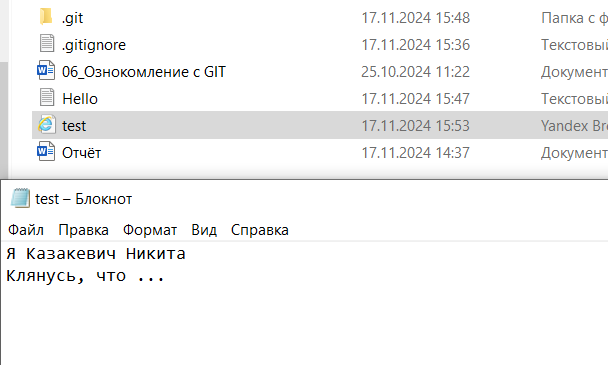 .git 17.11.2024 15:48 Папка с ф
.gitignore 17.11.2024 15:36 Текстовый
06_Ознокомление с GIT 25.10.2024 11:22 Документ
Hello 17.11.2024 15:47 Текстовый
test 17.11.2024 15:53 Yandex Bro
Отчёт 17.11.2024 14:37 Документ
test – Блокнот
Файл Правка Формат Вид Справка
Я Казакевич Никита
Клянусь, что ...